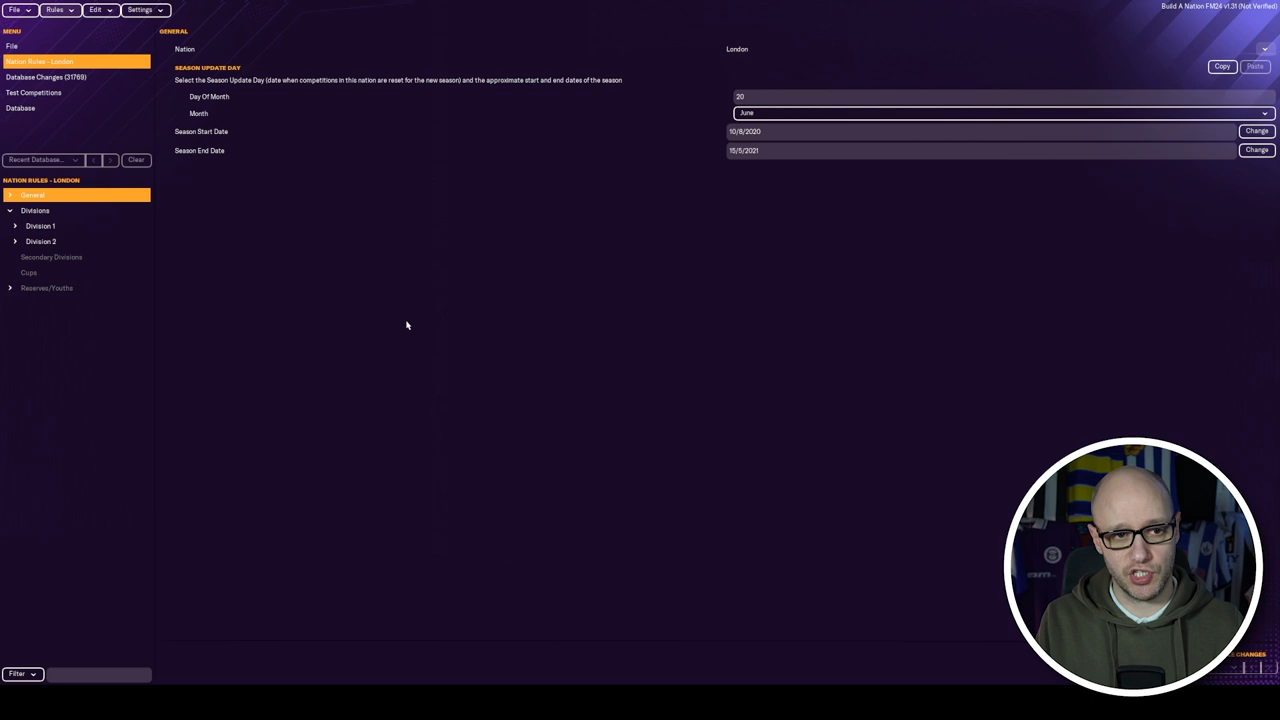 File
Rules
Edit
Settings
Build A Nation FM24 v1.31 (Not Verified)
MENU
File
Nation Rules - London
Database Changes (31769)
Test Competitions
Database
Recent Database...
Clear
NATION RULES - LONDON
General
Divisions
Division 1
Division 2
Secondary Divisions
Cups
Reserves/Youths
Filter
GENERAL
Nation
London
SEASON UPDATE DAY
Copy
Paste
Select the Season Update Day (date when competitions in this nation are reset for the new season) and the approximate start and end dates of the season
Day Of Month
20
Month
June
Season Start Date
10/8/2020
Change
Season End Date
15/5/2021
Change
CHANGES